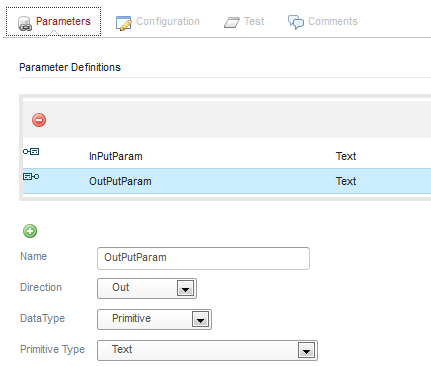 Parameters Configuration Test Comments
Parameter Definitions
InPutParam Text
OutPutParam Text
Name OutPutParam
Direction Out
DataType Primitive
Primitive Type Text